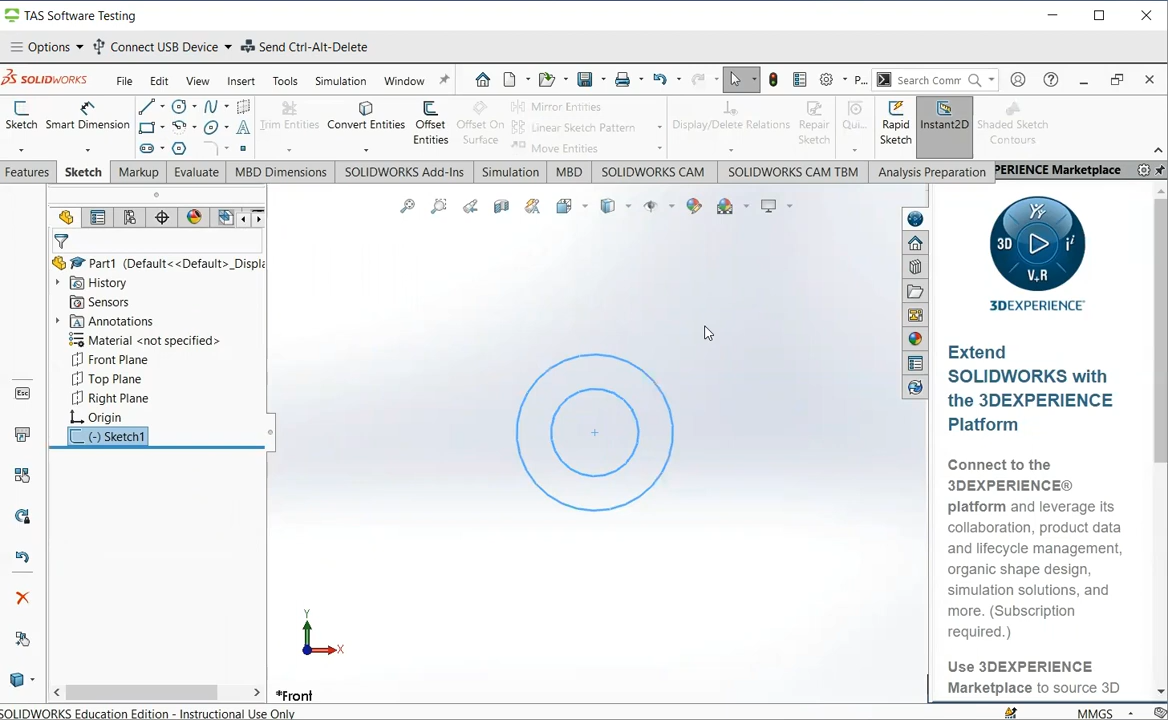 TAS Software Testing
Options Connect USB Device Send Ctrl-Alt-Delete
SOLIDWORKS File Edit View Insert Tools Simulation Window P... Search Comm
Sketch Smart Dimension Trim Entities Convert Entities Offset Entities Offset On Surface Mirror Entities Linear Sketch Pattern Move Entities Display/Delete Relations Repair Sketch Qui... Rapid Sketch Instant2D Shaded Sketch Contours
Features Sketch Markup Evaluate MBD Dimensions SOLIDWORKS Add-Ins Simulation MBD SOLIDWORKS CAM SOLIDWORKS CAM TBM Analysis Preparation
PERIENCE Marketplace
Part1 (Default<<Default>_Displa
History
Sensors
Annotations
Material <not specified>
Front Plane
Top Plane
Right Plane
Origin
(-) Sketch1
Esc
Y
X
*Front
3D
V+R
3DEXPERIENCE
Extend
SOLIDWORKS with
the 3DEXPERIENCE
Platform
Connect to the
3DEXPERIENCE®
platform and leverage its
collaboration, product data
and lifecycle management,
organic shape design,
simulation solutions, and
more. (Subscription
required.)
Use 3DEXPERIENCE
Marketplace to source 3D
SOLIDWORKS Education Edition - Instructional Use Only
MMGS